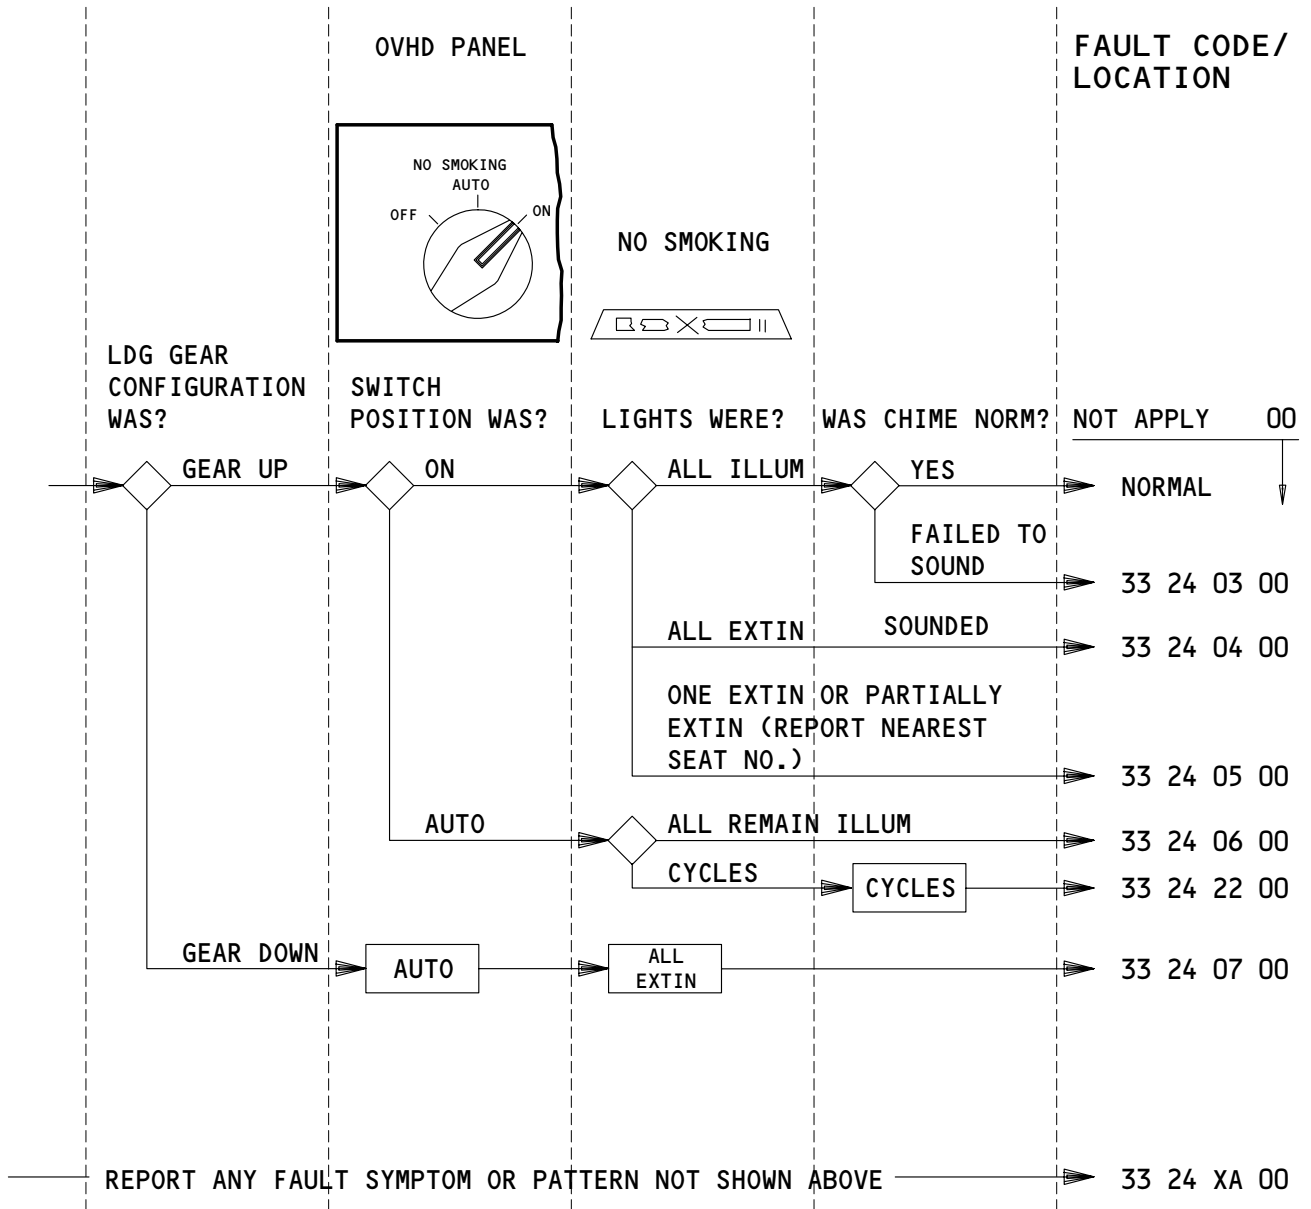 OVHD PANEL
FAULT CODE/
LOCATION
NO SMOKING
AUTO
OFF
ON
NO SMOKING
LDG GEAR
CONFIGURATION
WAS?
SWITCH
POSITION WAS?
LIGHTS WERE?
WAS CHIME NORM?
NOT APPLY 00
GEAR UP
ON
ALL ILLUM
YES
NORMAL
FAILED TO
SOUND
33 24 03 00
ALL EXTIN
SOUNDED
33 24 04 00
ONE EXTIN OR PARTIALLY
EXTIN (REPORT NEAREST
SEAT NO.)
33 24 05 00
AUTO
ALL REMAIN ILLUM
33 24 06 00
CYCLES
CYCLES
33 24 22 00
GEAR DOWN
AUTO
ALL
EXTIN
33 24 07 00
REPORT ANY FAULT SYMPTOM OR PATTERN NOT SHOWN ABOVE
33 24 XA 00